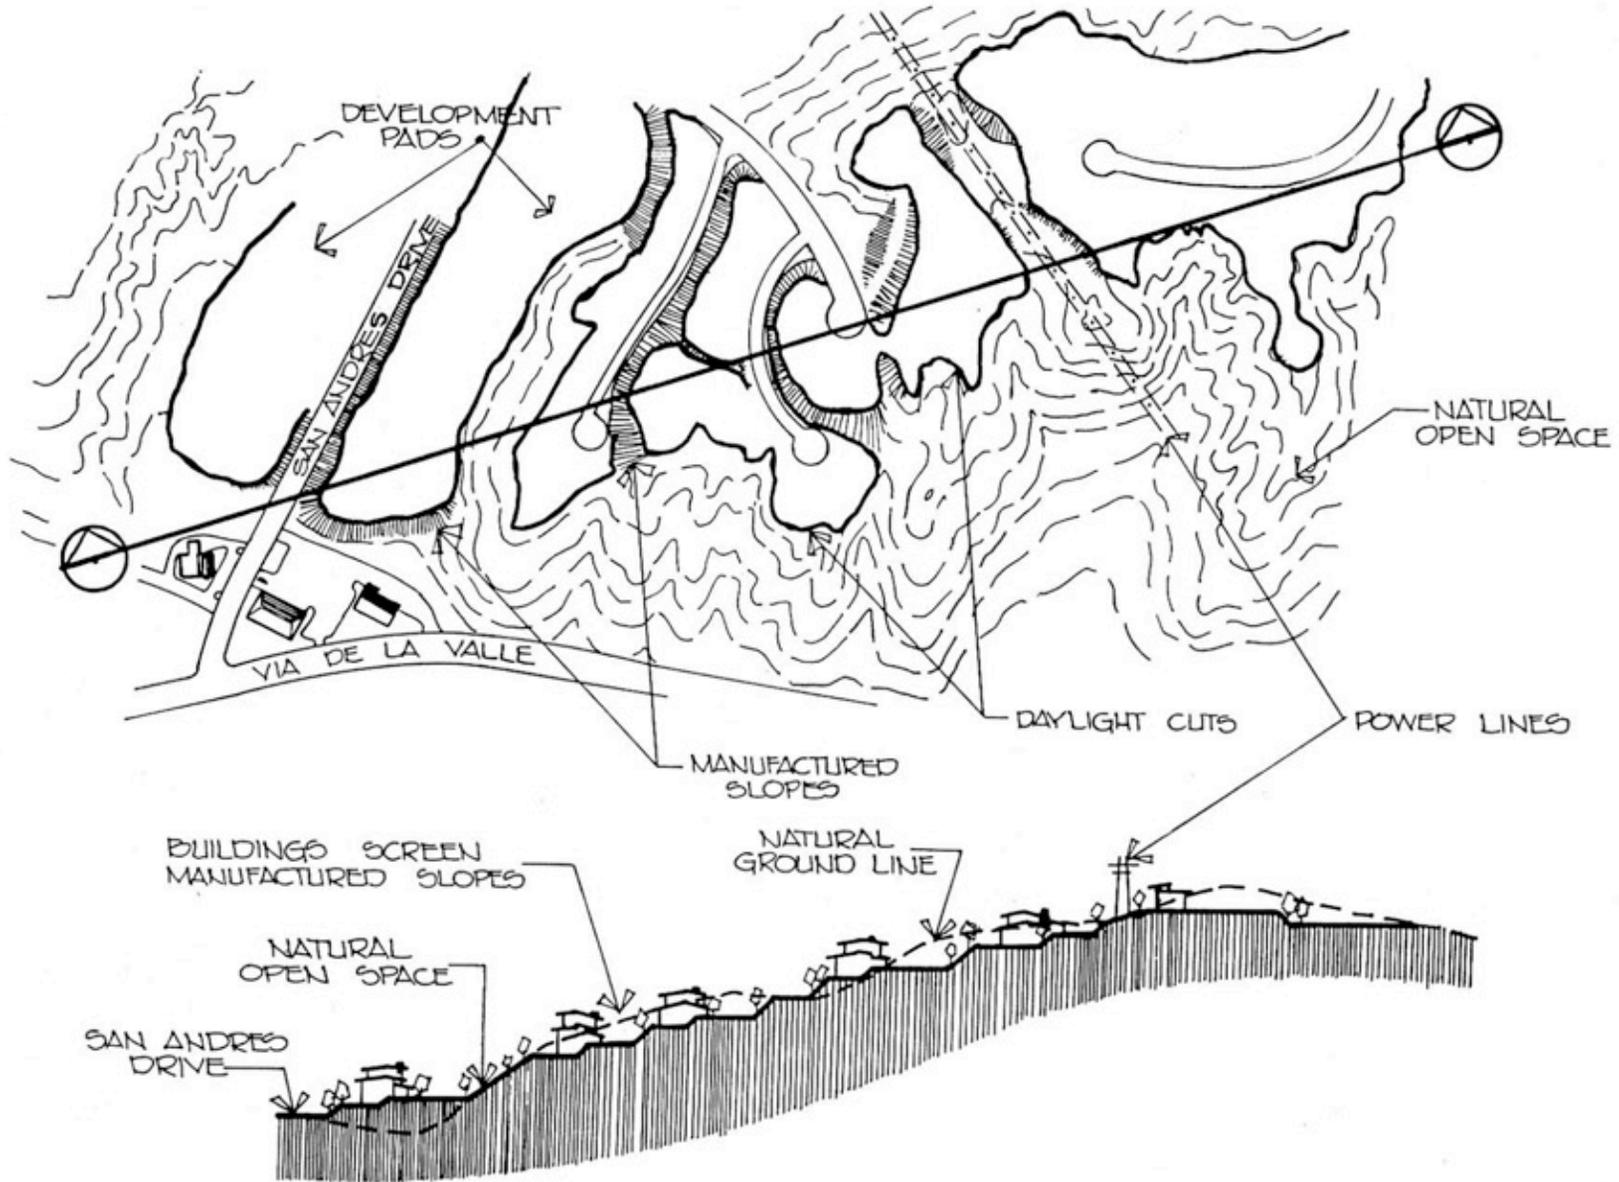 DEVELOPMENT
PADS
SAN ANDRES DRIVE
NATURAL
OPEN SPACE
VIA DE LA VALLE
DAYLIGHT CUTS
POWER LINES
MANUFACTURED
SLOPES
BUILDINGS SCREEN
MANUFACTURED SLOPES
NATURAL
GROUND LINE
NATURAL
OPEN SPACE
SAN ANDRES
DRIVE